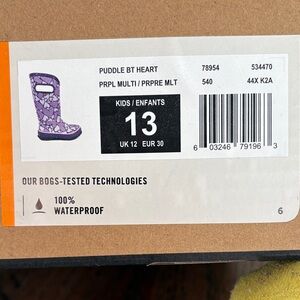 PUDDLE BT HEART 78954 534470
PRPL MULTI / PRPRE MLT 540 44X K2A
KIDS / ENFANTS
13
UK 12 EUR 30
6 03246 79196 3
OUR BOGS-TESTED TECHNOLOGIES
100%
WATERPROOF
6